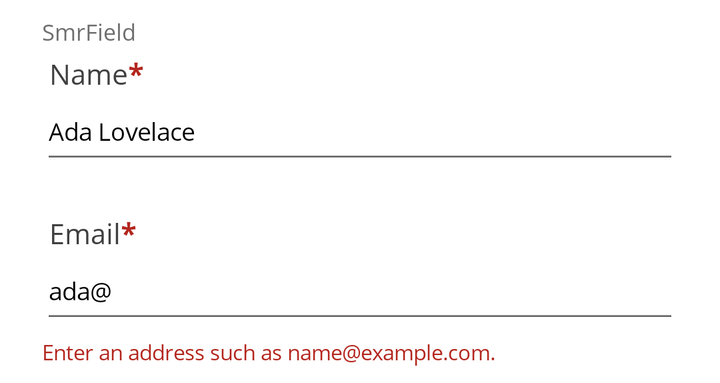 SmrField
Name*
Ada Lovelace
Email*
ada@
Enter an address such as name@example.com.